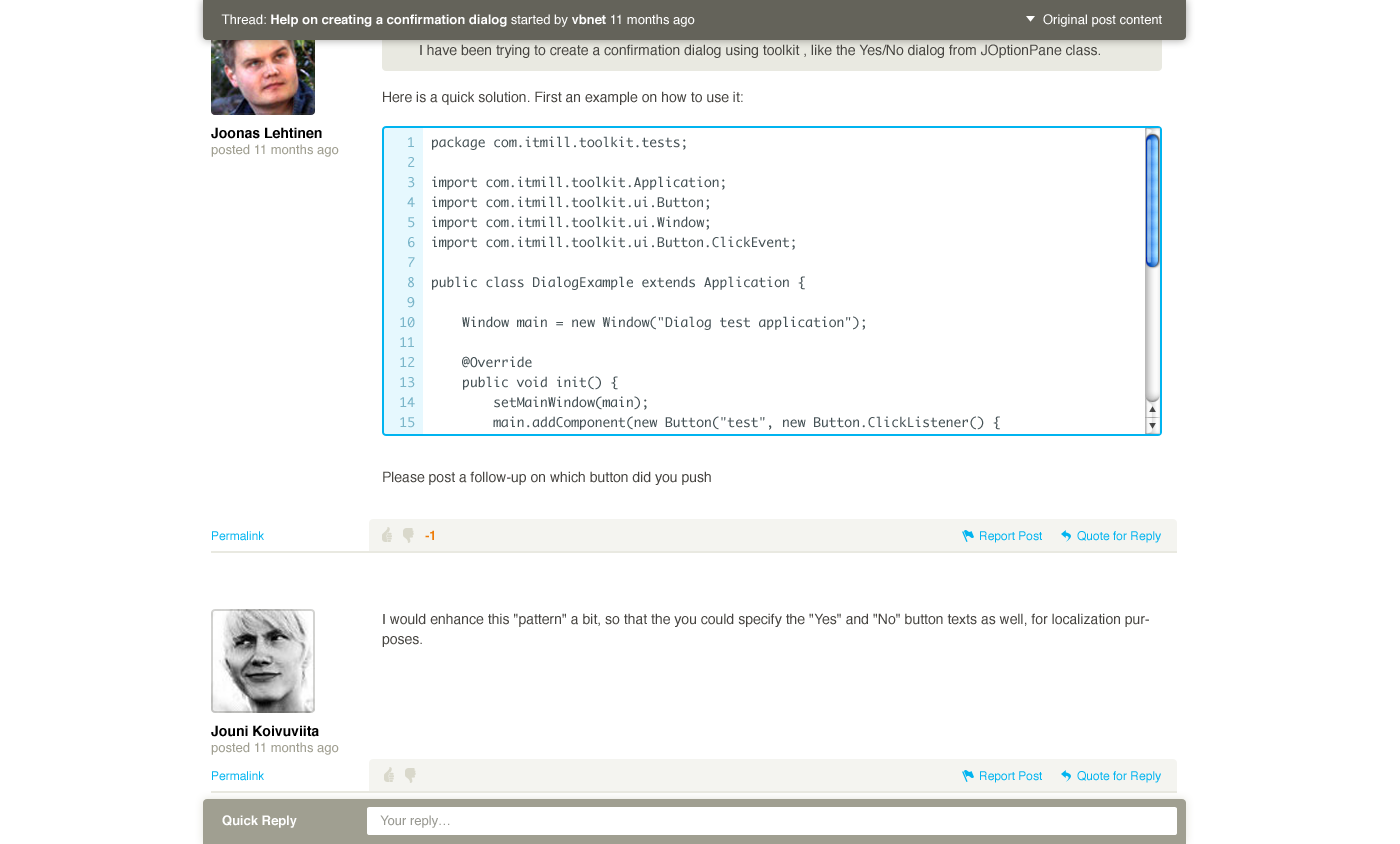 Thread: Help on creating a confirmation dialog started by vbnet 11 months ago
Original post content
I have been trying to create a confirmation dialog using toolkit , like the Yes/No dialog from JOptionPane class.
Joonas Lehtinen
posted 11 months ago
Here is a quick solution. First an example on how to use it:
1 package com.itmill.toolkit.tests;
2
3 import com.itmill.toolkit.Application;
4 import com.itmill.toolkit.ui.Button;
5 import com.itmill.toolkit.ui.Window;
6 import com.itmill.toolkit.ui.Button.ClickEvent;
7
8 public class DialogExample extends Application {
9
10     Window main = new Window("Dialog test application");
11
12     @Override
13     public void init() {
14         setMainWindow(main);
15         main.addComponent(new Button("test", new Button.ClickListener() {
Please post a follow-up on which button did you push
Permalink
-1
Report Post
Quote for Reply
I would enhance this "pattern" a bit, so that the you could specify the "Yes" and "No" button texts as well, for localization pur-
poses.
Jouni Koivuviita
posted 11 months ago
Permalink
Report Post
Quote for Reply
Quick Reply
Your reply…